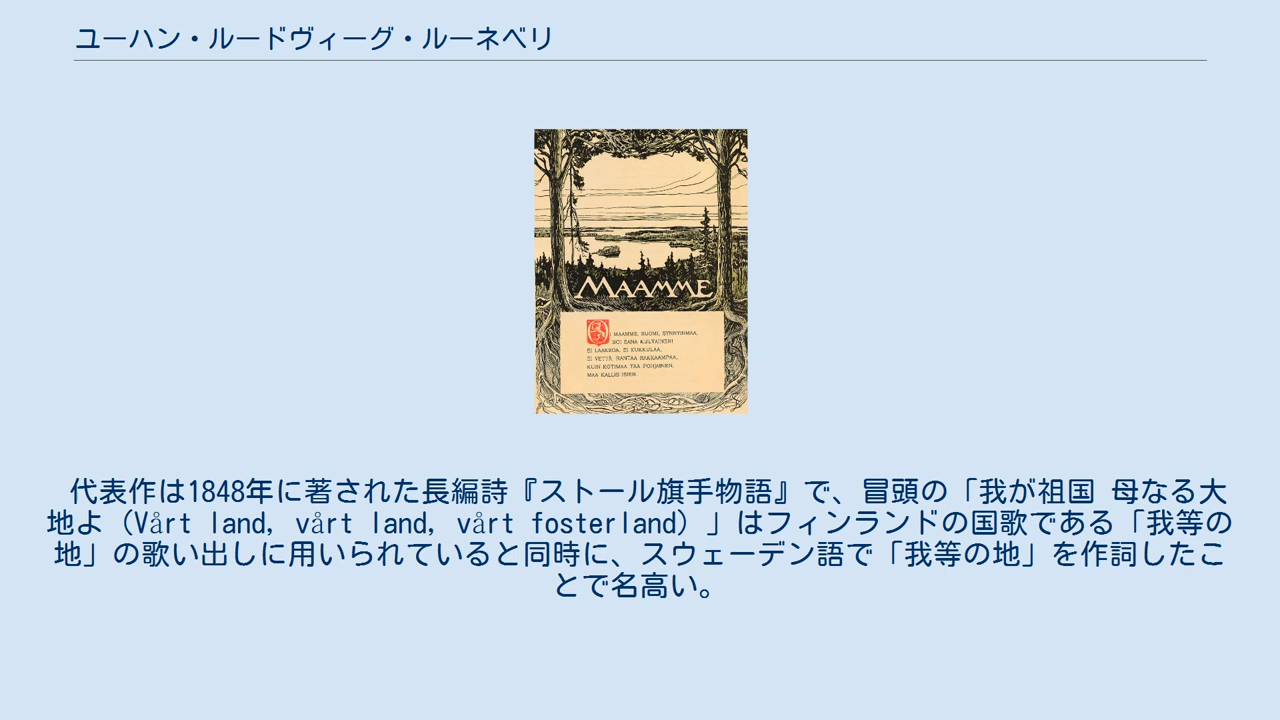 ユーハン・ルードヴィーグ・ルーネベリ
MAAMME
MAAMME, SUOMI, SYNNYINMAA,
SOI SANA KULTAINEN!
EI LAAKSOA, EI KUKKULAA,
EI VETTÄ, RANTAA RAKKAAMPAA,
KUIN KOTIMAA TÄÄ POHJAINEN,
MAA KALLIS ISIEN.
代表作は1848年に著された長編詩『ストール旗手物語』で、冒頭の「我が祖国 母なる大
地よ（Vårt land, vårt land, vårt fosterland）」はフィンランドの国歌である「我等の
地」の歌い出しに用いられていると同時に、スウェーデン語で「我等の地」を作詞したこ
とで名高い。